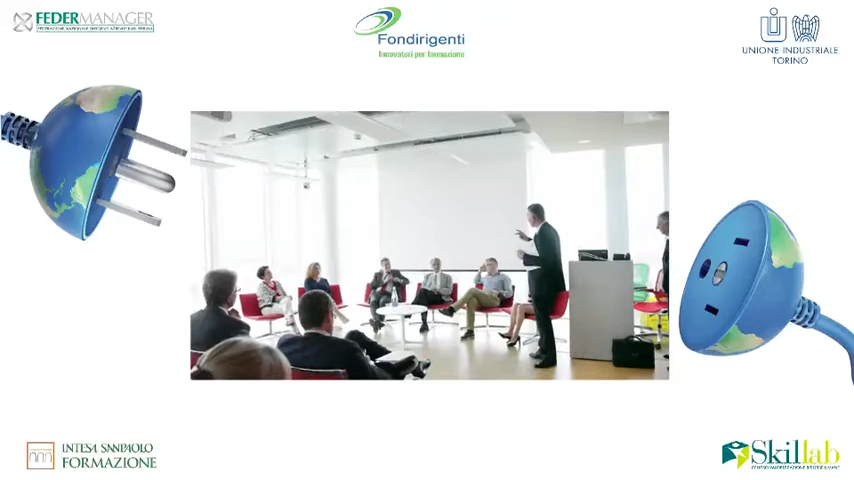 FEDERMANAGER
Fondirigenti
Innovatori per formazione
UNIONE INDUSTRIALE
TORINO
INTESA SANPAOLO
FORMAZIONE
Skillab